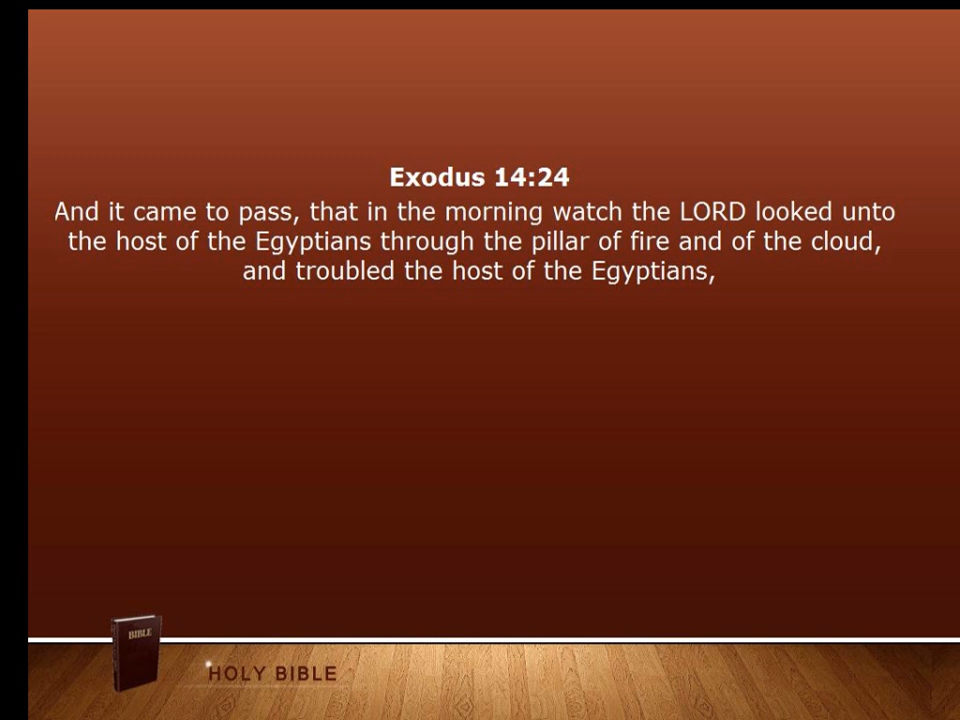 Exodus 14:24
And it came to pass, that in the morning watch the LORD looked unto
the host of the Egyptians through the pillar of fire and of the cloud,
and troubled the host of the Egyptians,
BIBLE
HOLY BIBLE